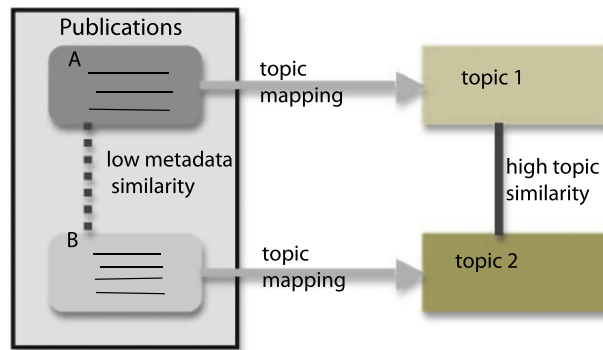 Publications
A
topic
mapping
topic 1
low metadata
similarity
high topic
similarity
B
topic
mapping
topic 2